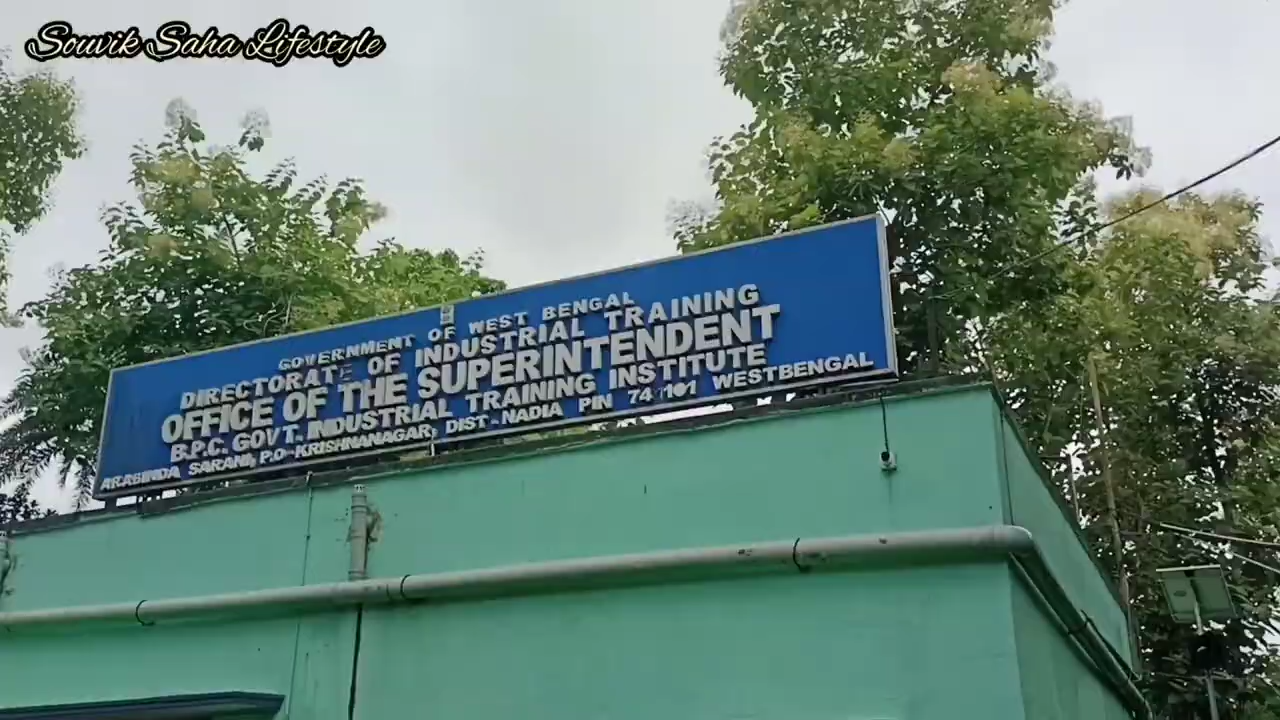 Souvik Saha Lifestyle
GOVERNMENT OF WEST BENGAL
DIRECTORATE OF INDUSTRIAL TRAINING
OFFICE OF THE SUPERINTENDENT
B.P.C. GOVT. INDUSTRIAL TRAINING INSTITUTE
ARABINDA SARANI, P.O-KRISHNANAGAR, DIST-NADIA PIN 741101 WESTBENGAL